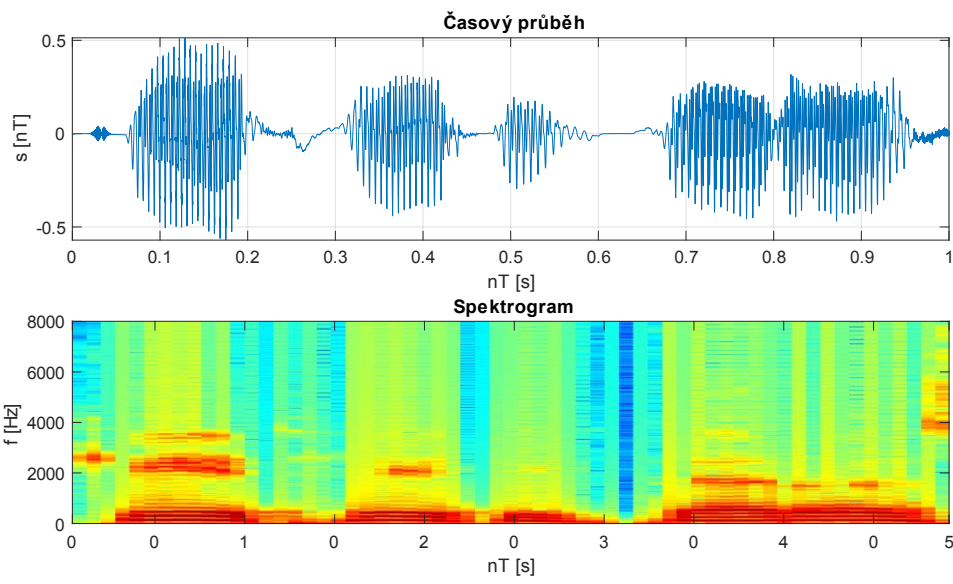 Časový průběh
0.5
0
-0.5
s [nT]
0 0.1 0.2 0.3 0.4 0.5 0.6 0.7 0.8 0.9 1
nT [s]
Spektrogram
8000
6000
4000
2000
0
f [Hz]
0 0 1 0 2 0 3 0 4 0 5
nT [s]